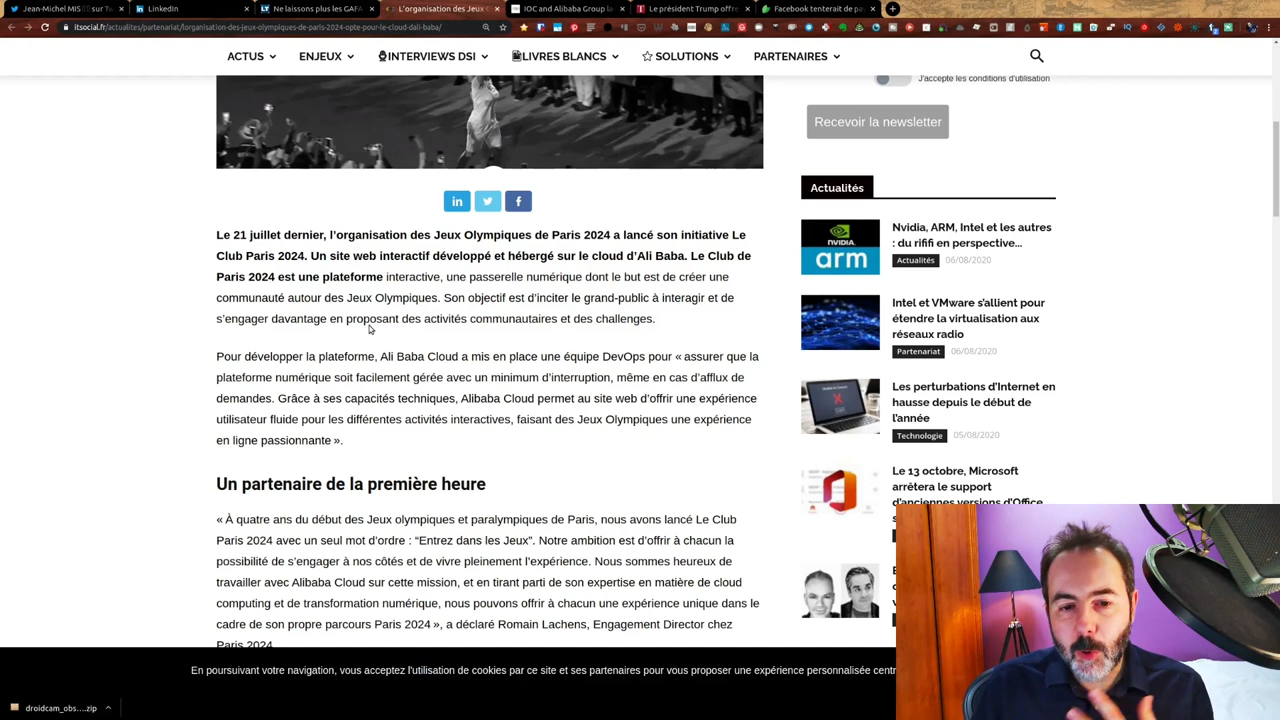 Jean-Michel MIS
sur Tw
LinkedIn
Ne laissons plus les GAFA
L'organisation des Jeux
IOC and Alibaba Group la
Le président Trump offre
Facebook tenterait de pa
itsocial.fr/actualites/partenariat/lorganisation-des-jeux-olympiques-de-paris-2024-opte-pour-le-cloud-dali-baba/
ACTUS
ENJEUX
INTERVIEWS DSI
LIVRES BLANCS
SOLUTIONS
PARTENAIRES
J'accepte les conditions d'utilisation
Recevoir la newsletter
Le 21 juillet dernier, l'organisation des Jeux Olympiques de Paris 2024 a lancé son initiative Le
Club Paris 2024. Un site web interactif développé et hébergé sur le cloud d'Ali Baba. Le Club de
Paris 2024 est une plateforme interactive, une passerelle numérique dont le but est de créer une
communauté autour des Jeux Olympiques. Son objectif est d'inciter le grand-public à interagir et de
s'engager davantage en proposant des activités communautaires et des challenges.
Pour développer la plateforme, Ali Baba Cloud a mis en place une équipe DevOps pour « assurer que la
plateforme numérique soit facilement gérée avec un minimum d'interruption, même en cas d'afflux de
demandes. Grâce à ses capacités techniques, Alibaba Cloud permet au site web d'offrir une expérience
utilisateur fluide pour les différentes activités interactives, faisant des Jeux Olympiques une expérience
en ligne passionnante ».
Un partenaire de la première heure
« À quatre ans du début des Jeux olympiques et paralympiques de Paris, nous avons lancé Le Club
Paris 2024 avec un seul mot d'ordre : “Entrez dans les Jeux”. Notre ambition est d'offrir à chacun la
possibilité de s'engager à nos côtés et de vivre pleinement l'expérience. Nous sommes heureux de
travailler avec Alibaba Cloud sur cette mission, et en tirant parti de son expertise en matière de cloud
computing et de transformation numérique, nous pouvons offrir à chacun une expérience unique dans le
cadre de son propre parcours Paris 2024 », a déclaré Romain Lachens, Engagement Director chez
Paris 2024
Actualités
NVIDIA.
arm
Nvidia, ARM, Intel et les autres
: du rififi en perspective...
Actualités 06/08/2020
Intel et VMware s'allient pour
étendre la virtualisation aux
réseaux radio
Partenariat 06/08/2020
Les perturbations d'Internet en
hausse depuis le début de
l'année
Technologie 05/08/2020
Le 13 octobre, Microsoft
arrêtera le support
d'anciennes versions d'Office
En poursuivant votre navigation, vous acceptez l'utilisation de cookies par ce site et ses partenaires pour vous proposer une expérience personnalisée centr
droidcam_obs....zip